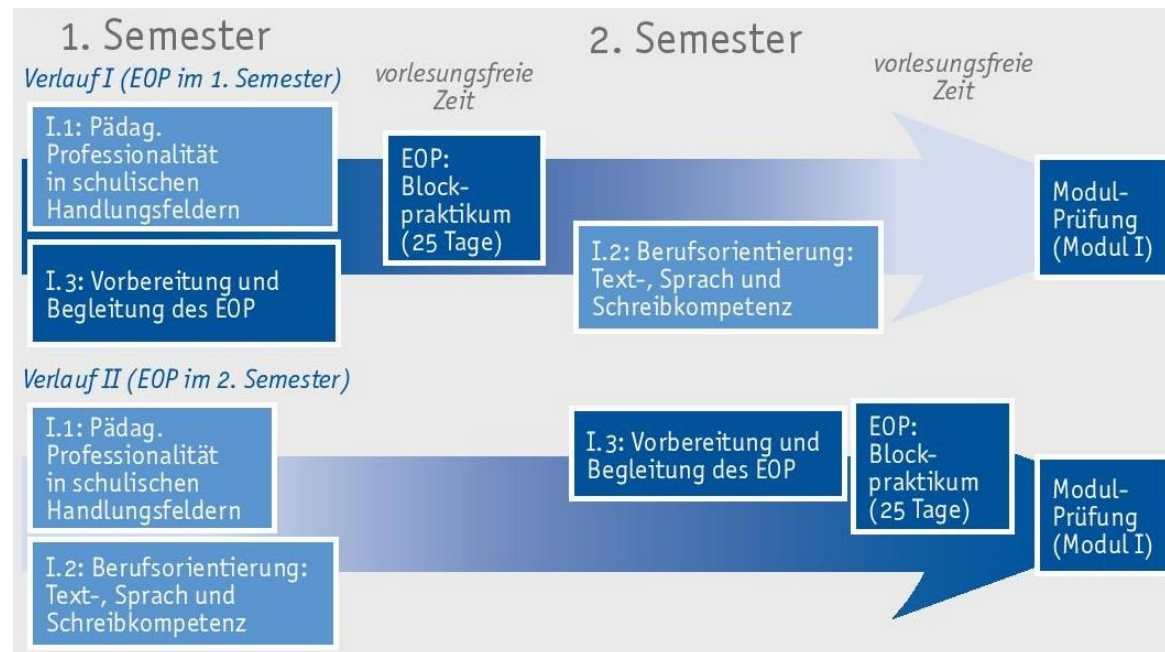 1. Semester
2. Semester
Verlauf I (EOP im 1. Semester)
vorlesungsfreie
Zeit
vorlesungsfreie
Zeit
I.1: Pädag.
Professionalität
in schulischen
Handlungsfeldern
I.3: Vorbereitung und
Begleitung des EOP
EOP:
Block-
praktikum
(25 Tage)
I.2: Berufsorientierung:
Text-, Sprach und
Schreibkompetenz
Modul-
Prüfung
(Modul I)
Verlauf II (EOP im 2. Semester)
I.1: Pädag.
Professionalität
in schulischen
Handlungsfeldern
I.2: Berufsorientierung:
Text-, Sprach und
Schreibkompetenz
I.3: Vorbereitung und
Begleitung des EOP
EOP:
Block-
praktikum
(25 Tage)
Modul-
Prüfung
(Modul I)